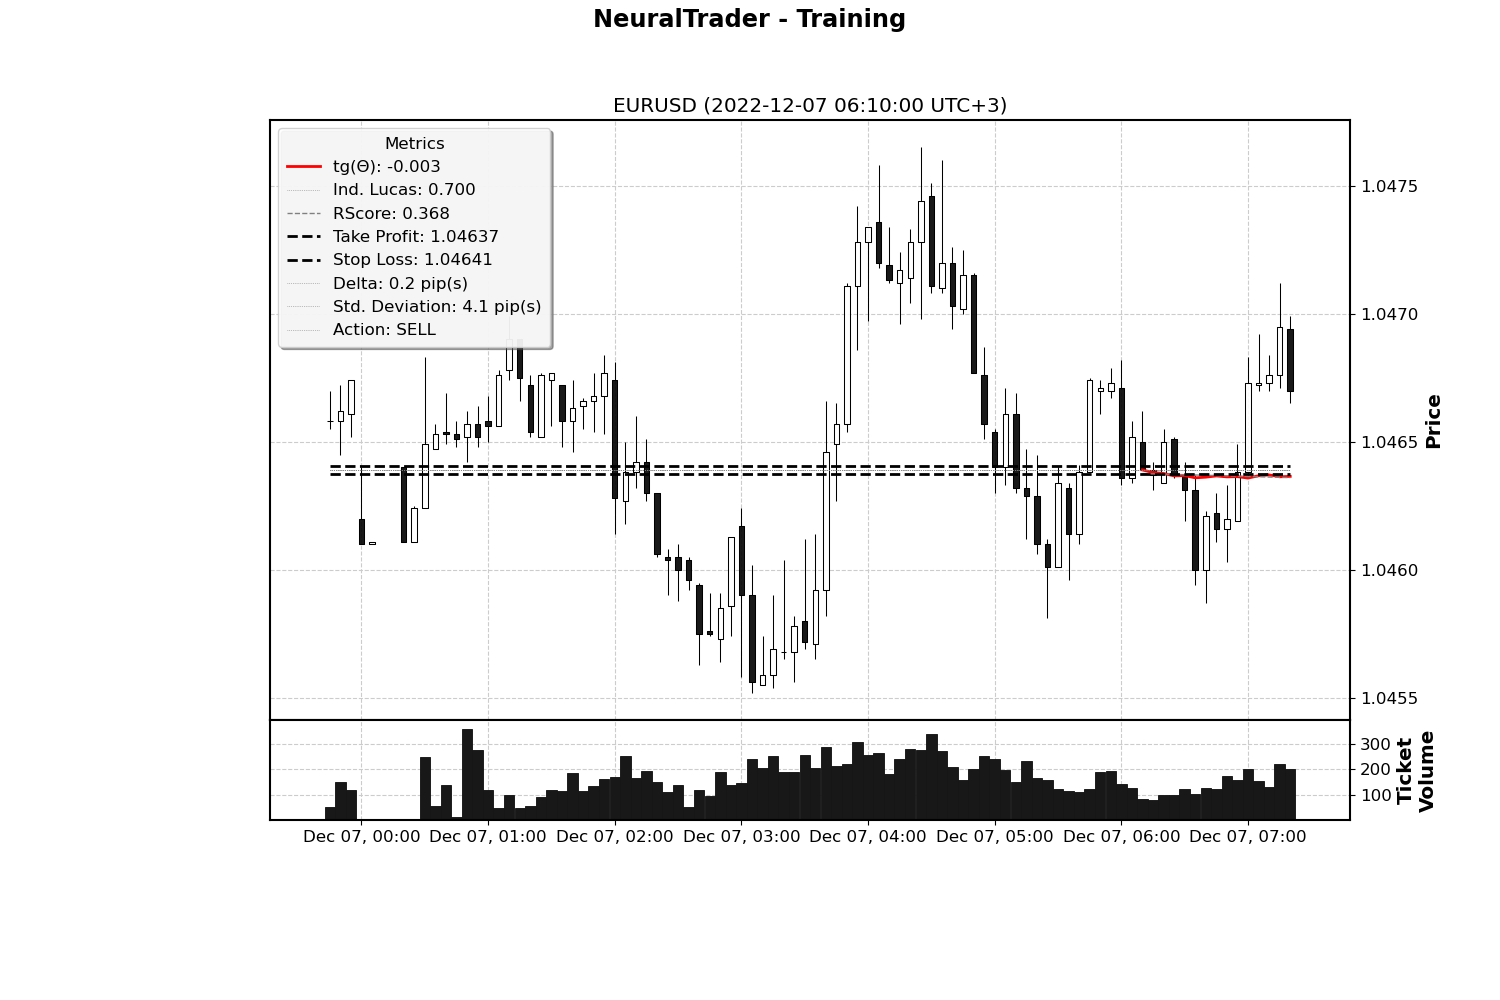 NeuralTrader - Training
EURUSD (2022-12-07 06:10:00 UTC+3)
Metrics
tg(Θ): -0.003
Ind. Lucas: 0.700
RScore: 0.368
Take Profit: 1.04637
Stop Loss: 1.04641
Delta: 0.2 pip(s)
Std. Deviation: 4.1 pip(s)
Action: SELL
1.0475
1.0470
1.0465
1.0460
1.0455
Price
300
200
100
Ticket
Volume
Dec 07, 00:00 Dec 07, 01:00 Dec 07, 02:00 Dec 07, 03:00 Dec 07, 04:00 Dec 07, 05:00 Dec 07, 06:00 Dec 07, 07:00